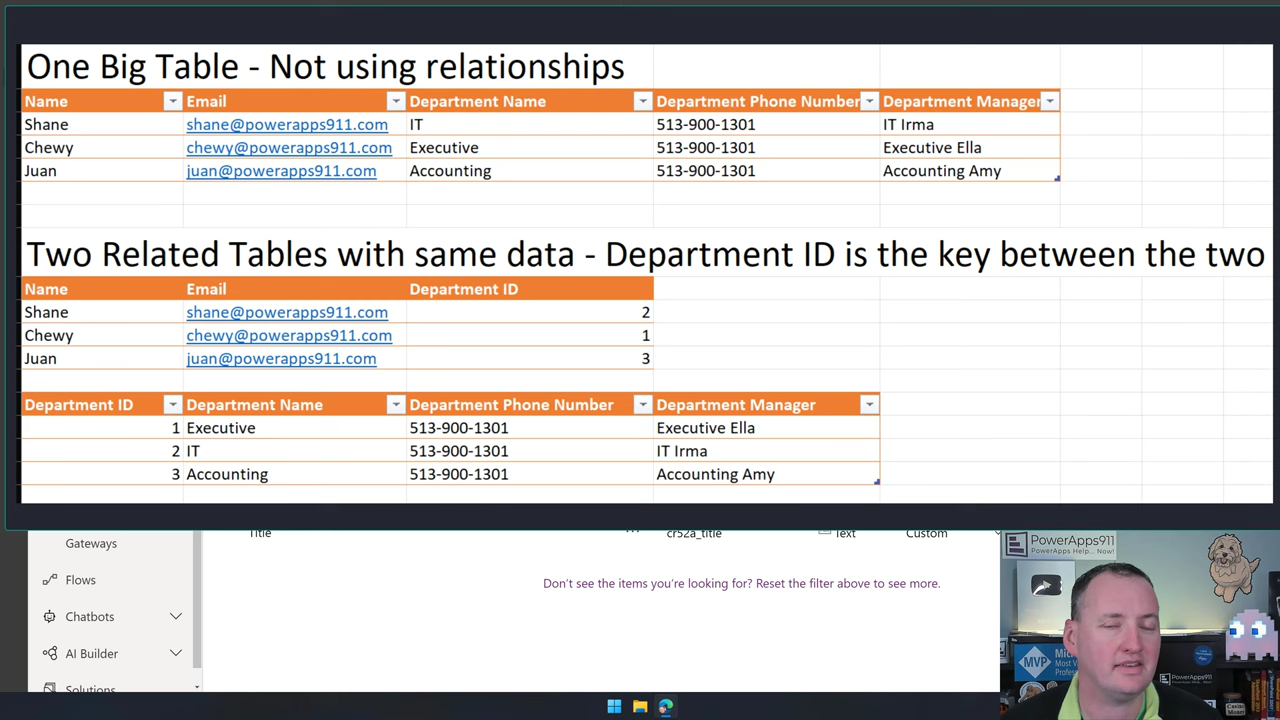 One Big Table - Not using relationships
Name Email Department Name Department Phone Number Department Manager
Shane shane@powerapps911.com IT 513-900-1301 IT Irma
Chewy chewy@powerapps911.com Executive 513-900-1301 Executive Ella
Juan juan@powerapps911.com Accounting 513-900-1301 Accounting Amy
Two Related Tables with same data - Department ID is the key between the two
Name Email Department ID
Shane shane@powerapps911.com 2
Chewy chewy@powerapps911.com 1
Juan juan@powerapps911.com 3
Department ID Department Name Department Phone Number Department Manager
1 Executive 513-900-1301 Executive Ella
2 IT 513-900-1301 IT Irma
3 Accounting 513-900-1301 Accounting Amy
Title cr52a_title Text Custom
Gateways
Don't see the items you're looking for? Reset the filter above to see more.
Flows
Chatbots
AI Builder
Solutions
PowerApps911
PowerApps Help... Now!
MVP
PowerApps911